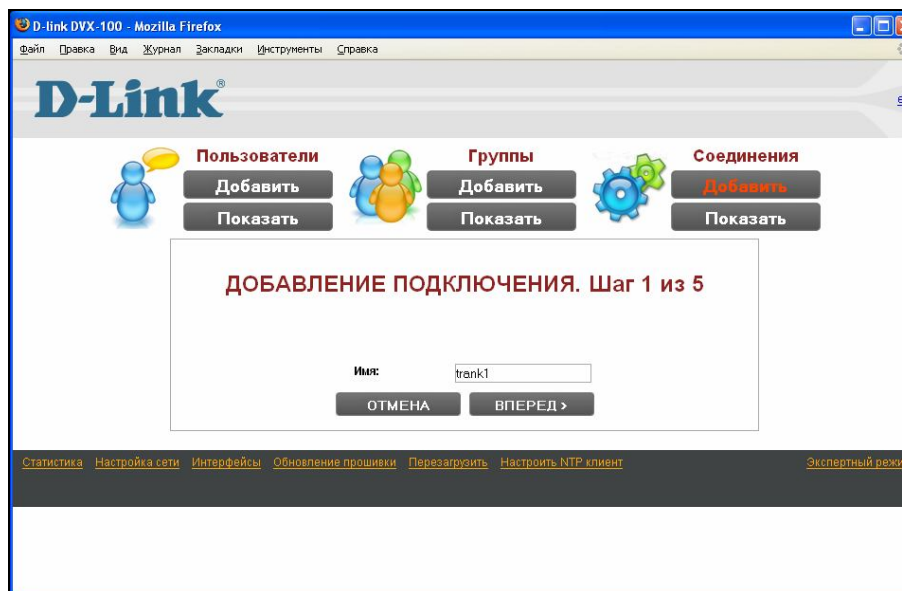 D-link DVX-100 - Mozilla Firefox
Файл Правка Вид Журнал Закладки Инструменты Справка
D-Link®
Пользователи Группы Соединения
Добавить Добавить Добавить
Показать Показать Показать
ДОБАВЛЕНИЕ ПОДКЛЮЧЕНИЯ. Шаг 1 из 5
Имя: trank1
ОТМЕНА ВПЕРЕД ›
Статистика Настройка сети Интерфейсы Обновление прошивки Перезагрузить Настроить NTP клиент Экспертный режи